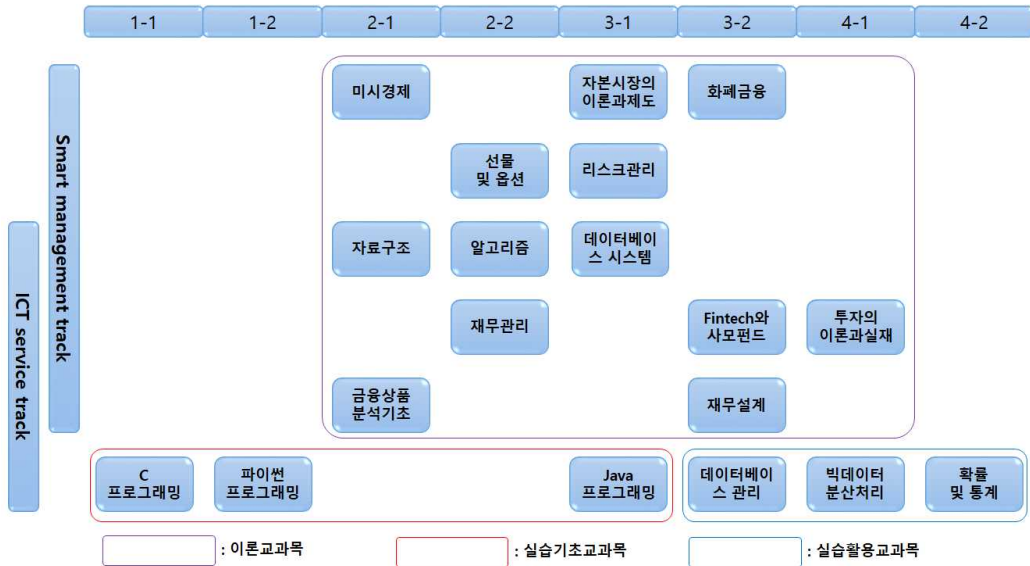 1-1 1-2 2-1 2-2 3-1 3-2 4-1 4-2
Smart management track
ICT service track
미시경제
자본시장의
이론과제도
화폐금융
선물
및 옵션
리스크관리
자료구조
알고리즘
데이터베이
스 시스템
재무관리
Fintech와
사모펀드
투자의
이론과실재
금융상품
분석기초
재무설계
C
프로그래밍
파이썬
프로그래밍
Java
프로그래밍
데이터베이
스 관리
빅데이터
분산처리
확률
및 통계
: 이론교과목
: 실습기초교과목
: 실습활용교과목